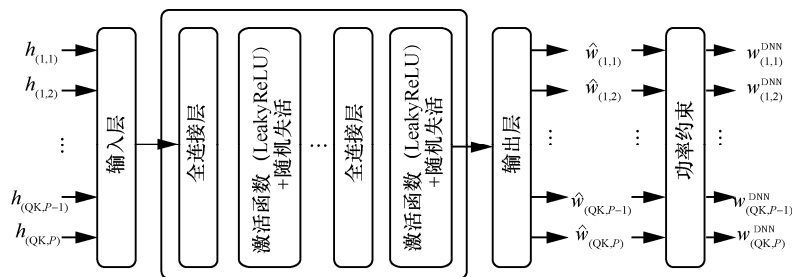 h(1,1)
h(1,2)
⋮
h(QK,P−1)
h(QK,P)
输入层
全连接层
激活函数 (LeakyReLU)
+随机失活
…
全连接层
激活函数 (LeakyReLU)
+随机失活
输出层
ŵ(1,1)
ŵ(1,2)
⋮
⋮
⋮
ŵ(QK,P−1)
ŵ(QK,P)
功率约束
w(1,1)^DNN
w(1,2)^DNN
⋮
w(QK,P−1)^DNN
w(QK,P)^DNN